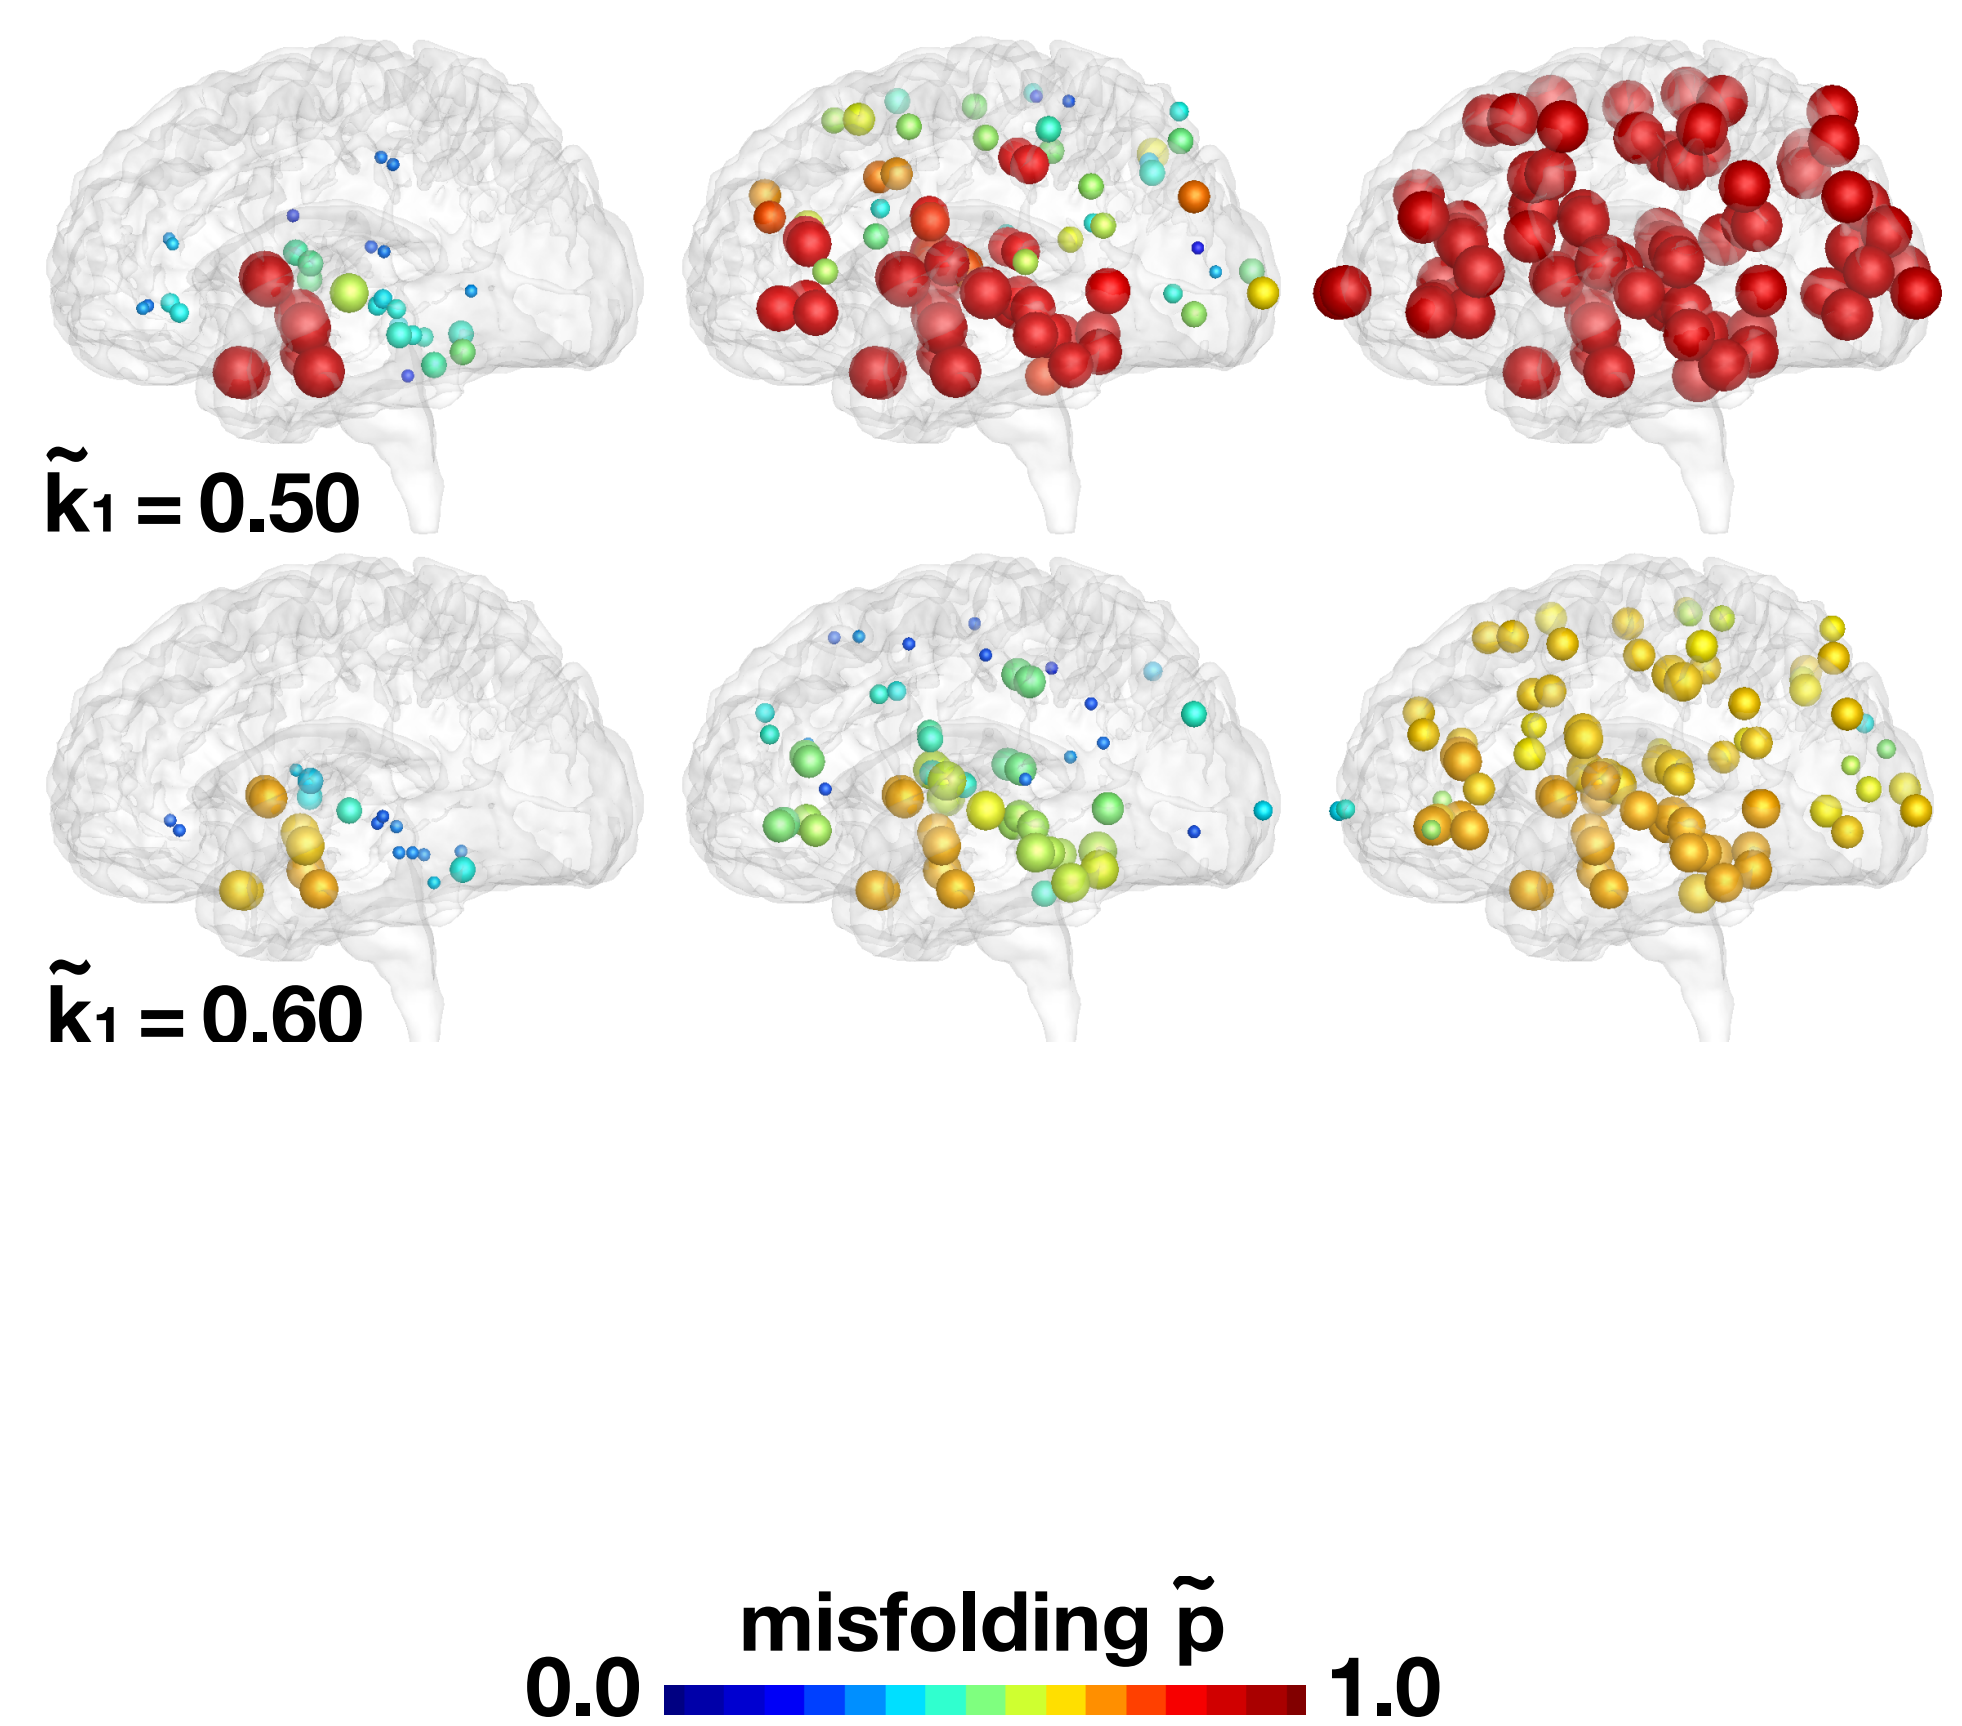 k̃₁ = 0.50
k̃₁ = 0.60
misfolding p̃
0.0 1.0